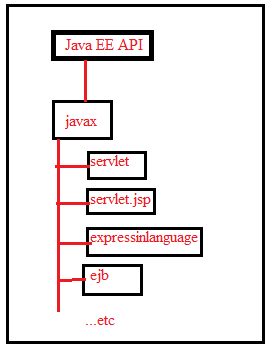 Java EE API
javax
servlet
servlet.jsp
expressinlanguage
ejb
...etc